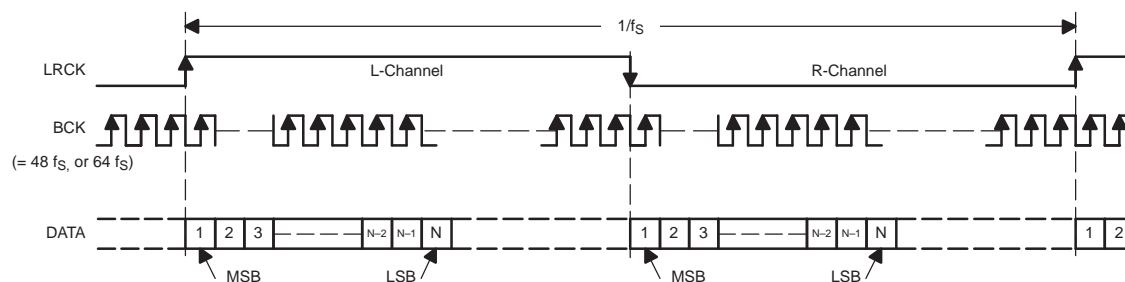 1/fS
LRCK
L-Channel
R-Channel
BCK
(= 48 fS, or 64 fS)
DATA
1 2 3 N–2 N–1 N 1 2 3 N–2 N–1 N 1 2
MSB LSB MSB LSB